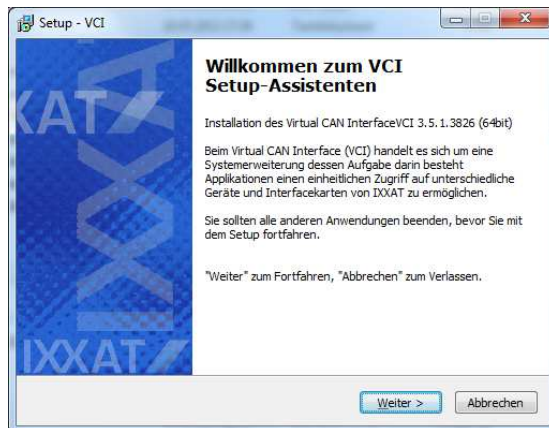 Setup - VCI
Willkommen zum VCI
Setup-Assistenten
Installation des Virtual CAN InterfaceVCI 3.5.1.3826 (64bit)
Beim Virtual CAN Interface (VCI) handelt es sich um eine
Systemerweiterung dessen Aufgabe darin besteht
Applikationen einen einheitlichen Zugriff auf unterschiedliche
Geräte und Interfacekarten von IXXAT zu ermöglichen.
Sie sollten alle anderen Anwendungen beenden, bevor Sie mit
dem Setup fortfahren.
"Weiter" zum Fortfahren, "Abbrechen" zum Verlassen.
XAT
IXXA
IXXAT
Weiter >
Abbrechen